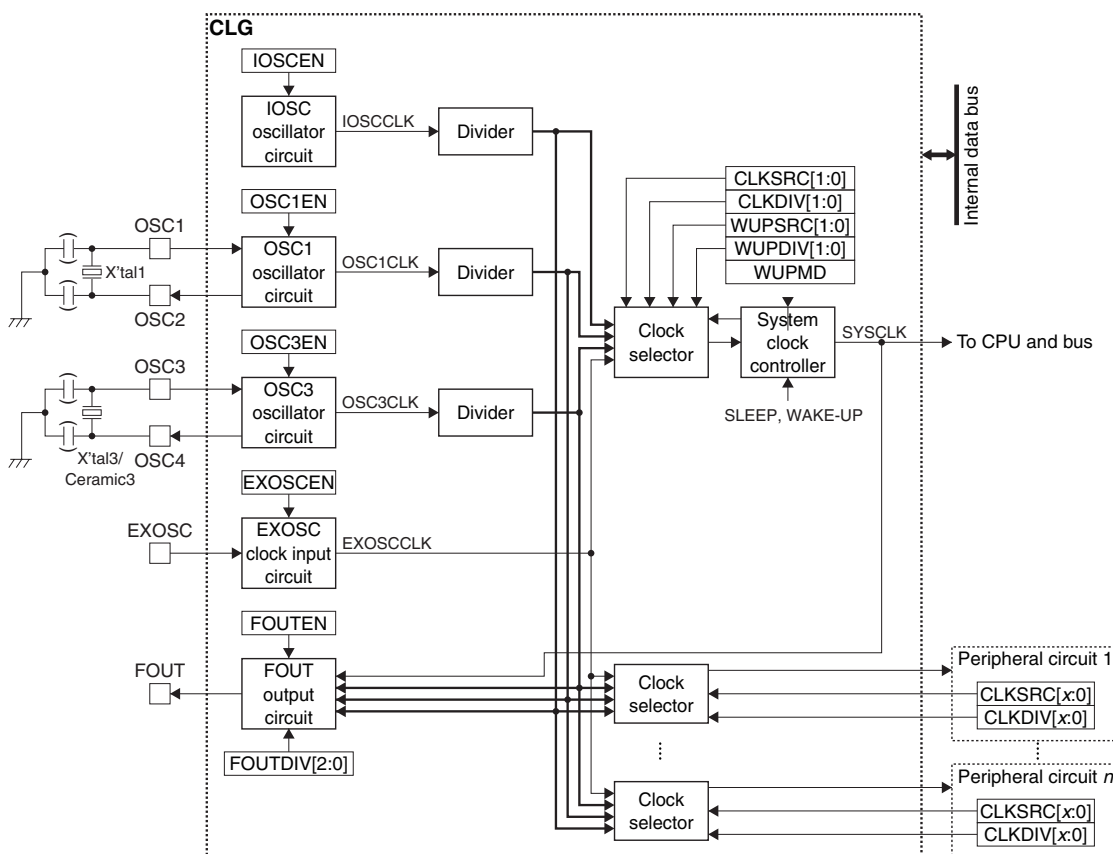 CLG
IOSCEN
IOSC
oscillator
circuit
IOSCCLK
Divider
Internal data bus
CLKSRC[1:0]
CLKDIV[1:0]
WUPSRC[1:0]
WUPDIV[1:0]
WUPMD
OSC1EN
OSC1
OSC1
oscillator
circuit
OSC1CLK
Divider
X'tal1
OSC2
Clock
selector
System
clock
controller
SYSCLK
To CPU and bus
SLEEP, WAKE-UP
OSC3EN
OSC3
OSC3
oscillator
circuit
OSC3CLK
Divider
X'tal3/
Ceramic3
OSC4
EXOSCEN
EXOSC
EXOSC
clock input
circuit
EXOSCCLK
FOUTEN
FOUT
FOUT
output
circuit
FOUTDIV[2:0]
Clock
selector
Peripheral circuit 1
CLKSRC[x:0]
CLKDIV[x:0]
Clock
selector
Peripheral circuit n
CLKSRC[x:0]
CLKDIV[x:0]